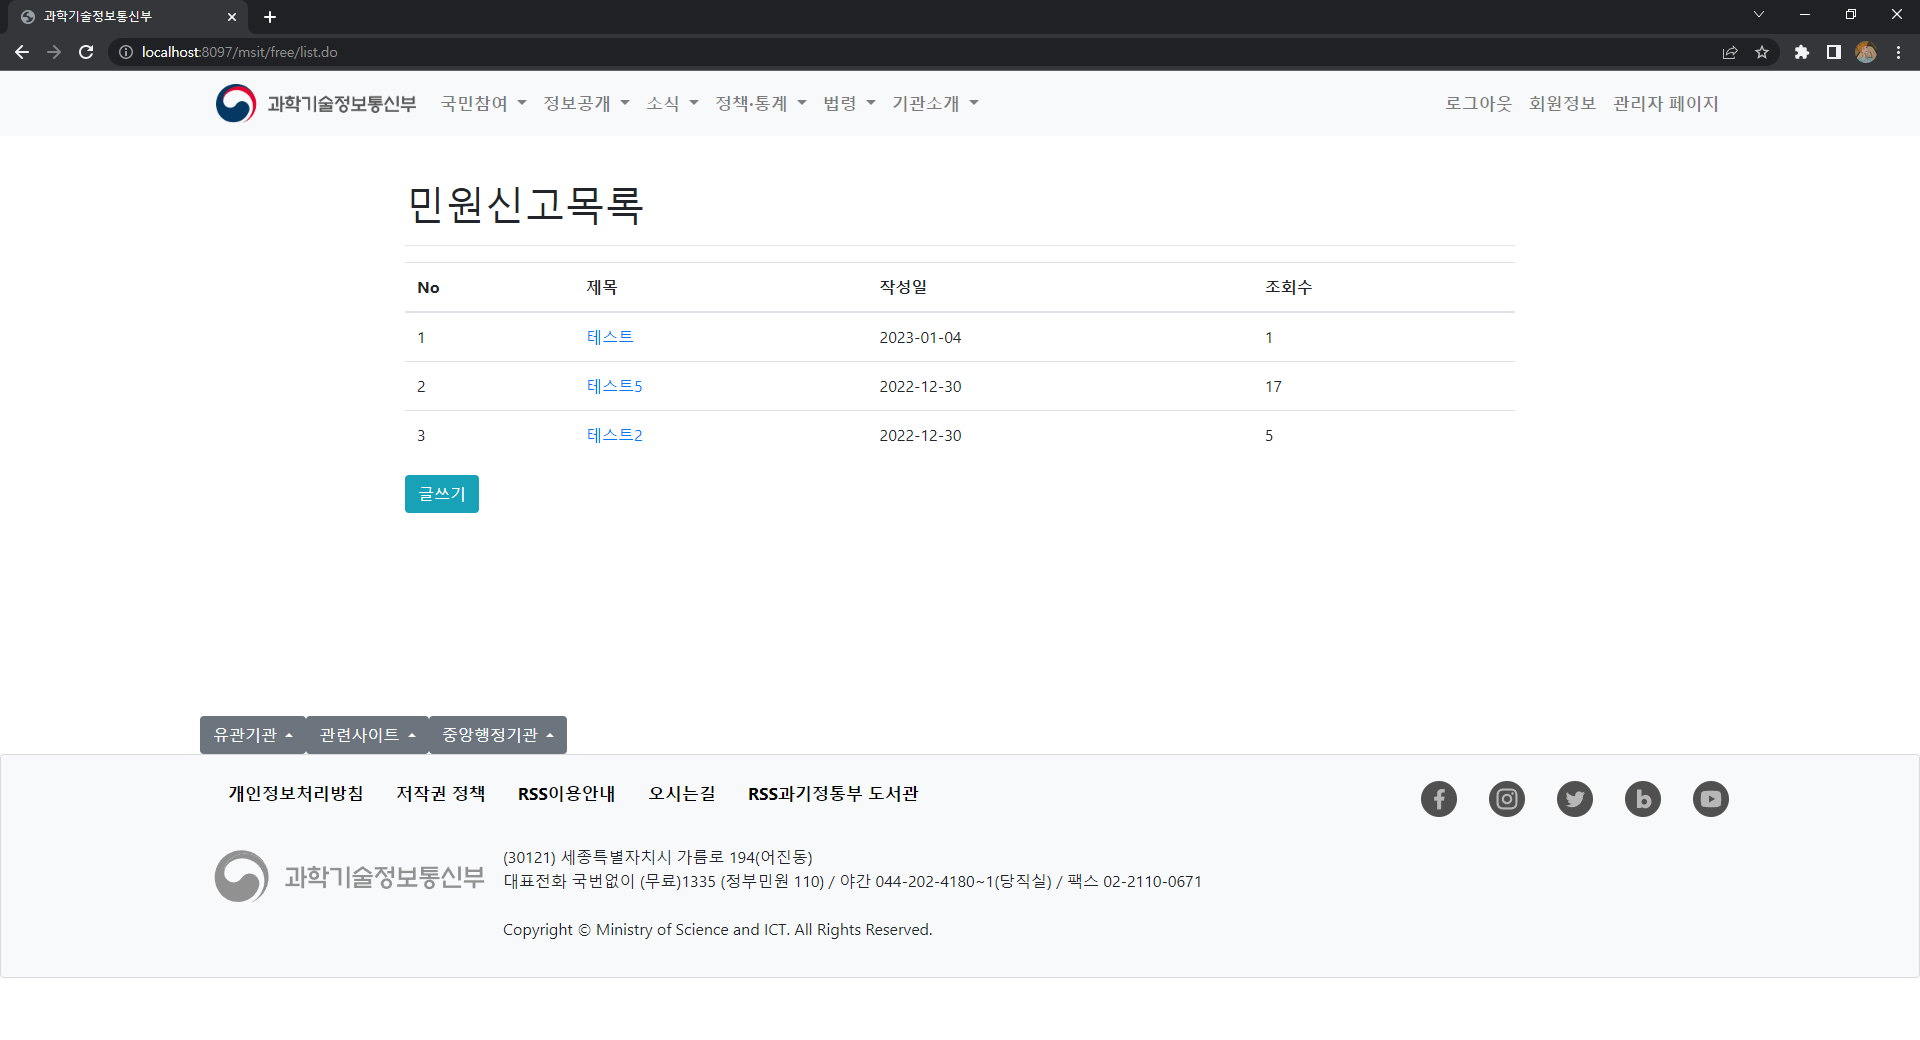 과학기술정보통신부
localhost:8097/msit/free/list.do
과학기술정보통신부 국민참여 정보공개 소식 정책·통계 법령 기관소개 로그아웃 회원정보 관리자 페이지
민원신고목록
No 제목 작성일 조회수
1 테스트 2023-01-04 1
2 테스트5 2022-12-30 17
3 테스트2 2022-12-30 5
글쓰기
유관기관 관련사이트 중앙행정기관
개인정보처리방침 저작권 정책 RSS이용안내 오시는길 RSS과기정통부 도서관
과학기술정보통신부
(30121) 세종특별자치시 가름로 194(어진동)
대표전화 국번없이 (무료)1335 (정부민원 110) / 야간 044-202-4180~1(당직실) / 팩스 02-2110-0671
Copyright © Ministry of Science and ICT. All Rights Reserved.